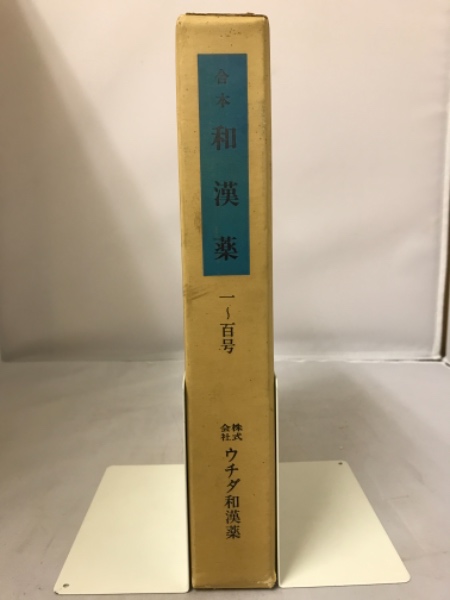 合本
和漢薬
一～百号
株式会社
ウチダ和漢薬